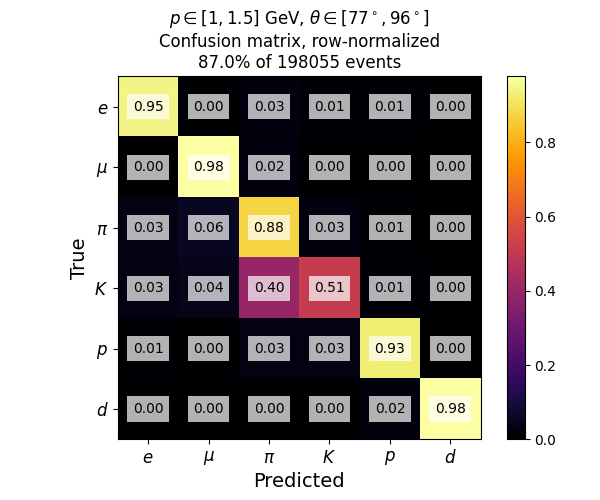 p ∈ [1, 1.5] GeV, θ ∈ [77°, 96°]
Confusion matrix, row-normalized
87.0% of 198055 events
e 0.95 0.00 0.03 0.01 0.01 0.00
μ 0.00 0.98 0.02 0.00 0.00 0.00
π 0.03 0.06 0.88 0.03 0.01 0.00
K 0.03 0.04 0.40 0.51 0.01 0.00
p 0.01 0.00 0.03 0.03 0.93 0.00
d 0.00 0.00 0.00 0.00 0.02 0.98
e μ π K p d
Predicted
True
0.8
0.6
0.4
0.2
0.0